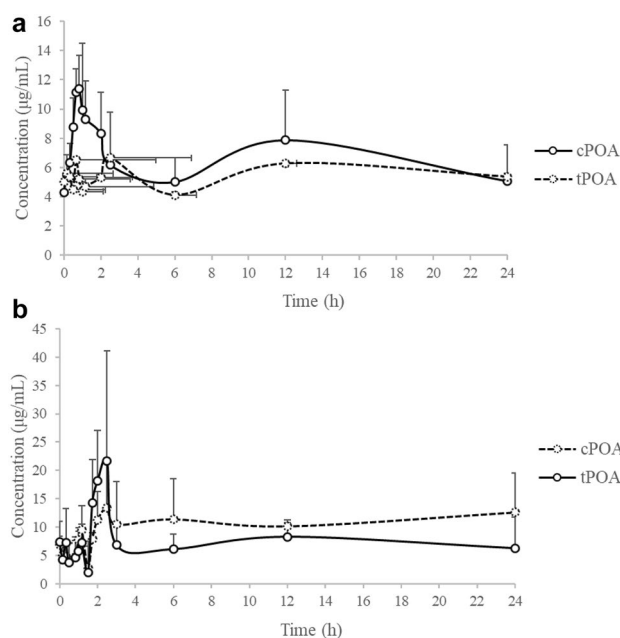 a
Concentration (µg/mL)
16
14
12
10
8
6
4
2
0
0 2 4 6 8 10 12 14 16 18 20 22 24
Time (h)
cPOA
tPOA
b
Concentration (µg/mL)
45
40
35
30
25
20
15
10
5
0
0 2 4 6 8 10 12 14 16 18 20 22 24
Time (h)
cPOA
tPOA